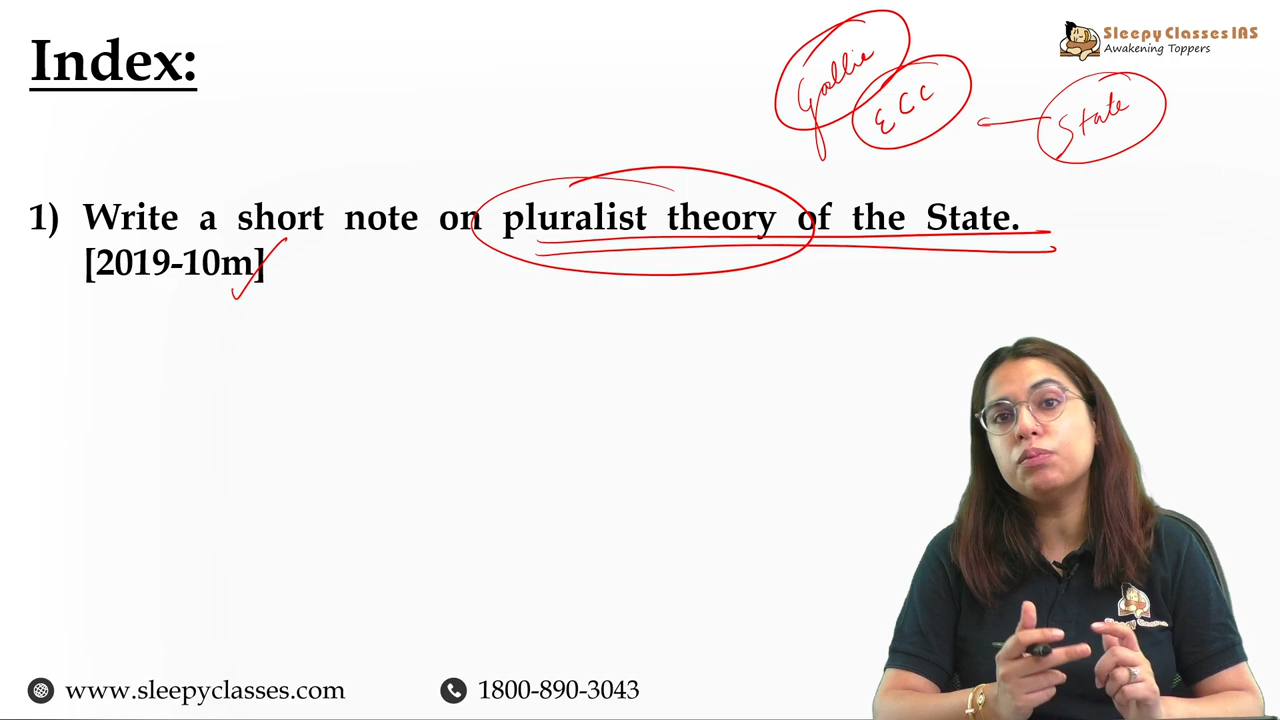 Index:
Sleepy Classes IAS
Awakening Toppers
Gallie
ECC
State
1) Write a short note on pluralist theory of the State.
[2019-10m]
www.sleepyclasses.com
1800-890-3043